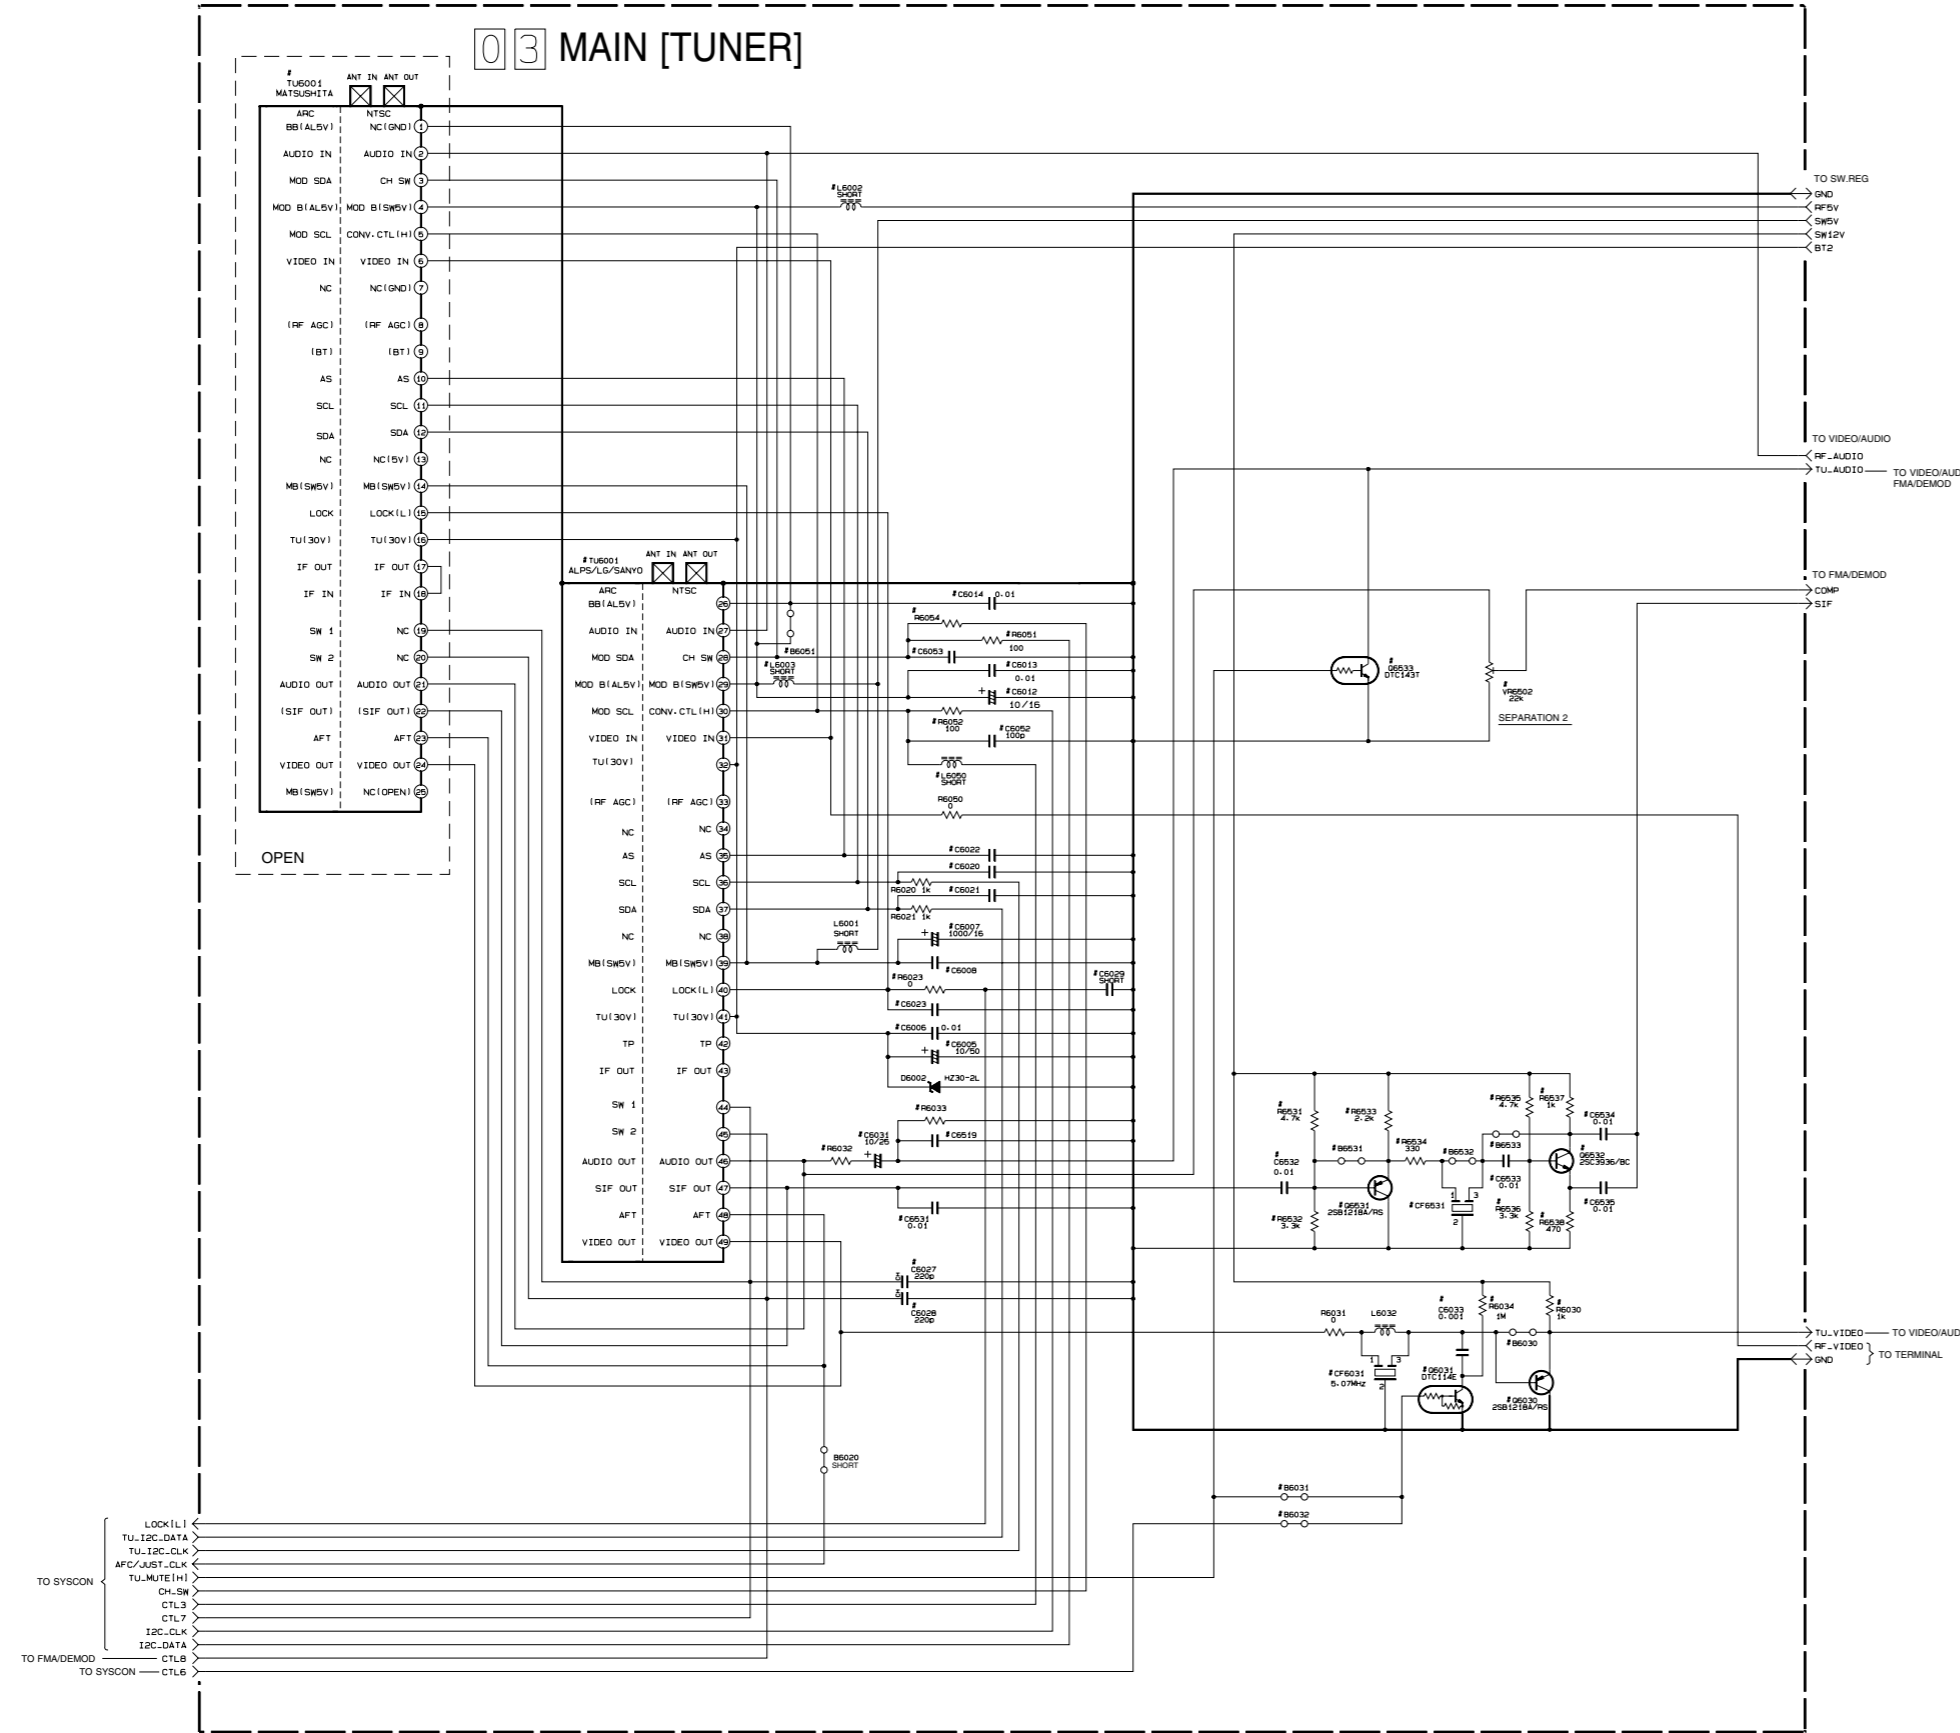 03 MAIN [TUNER]
#
TU6001
MATSUSHITA
ANT IN ANT OUT
ARC NTSC
BB(AL5V) NC(GND) 1
AUDIO IN AUDIO IN 2
MOD SDA CH SW 3
MOD B(AL5V) MOD B(SW5V) 4
MOD SCL CONV.CTL(H) 5
VIDEO IN VIDEO IN 6
NC NC(GND) 7
(RF AGC) (RF AGC) 8
(BT) (BT) 9
AS AS 10
SCL SCL 11
SDA SDA 12
NC NC(5V) 13
MB(SW5V) MB(SW5V) 14
LOCK LOCK(L) 15
TU(30V) TU(30V) 16
IF OUT IF OUT 17
IF IN IF IN 18
SW 1 NC 19
SW 2 NC 20
AUDIO OUT AUDIO OUT 21
(SIF OUT) (SIF OUT) 22
AFT AFT 23
VIDEO OUT VIDEO OUT 24
MB(SW5V) NC(OPEN) 25
OPEN
#TU6001
ALPS/LG/SANYO
ANT IN ANT OUT
ARC NTSC
BB(AL5V) 26
AUDIO IN AUDIO IN 27
MOD SDA CH SW 28
MOD B(AL5V) MOD B(SW5V) 29
MOD SCL CONV.CTL(H) 30
VIDEO IN VIDEO IN 31
TU(30V) 32
(RF AGC) (RF AGC) 33
NC NC 34
AS AS 35
SCL SCL 36
SDA SDA 37
NC NC 38
MB(SW5V) MB(SW5V) 39
LOCK LOCK(L) 40
TU(30V) TU(30V) 41
TP TP 42
IF OUT IF OUT 43
SW 1 44
SW 2 45
AUDIO OUT AUDIO OUT 46
SIF OUT SIF OUT 47
AFT AFT 48
VIDEO OUT VIDEO OUT 49
#L6002
SHORT
#C6014 0.01
#
R6054
#R6051
100
#B6051
#C6053
#L6003
SHORT
#C6013
0.01
+ #C6012
10/16
#R6052
100
#C6052
100p
#L6050
SHORT
R6050
0
#C6022
#C6020
R6020 1k
#C6021
R6021 1k
L6001
SHORT
+ #C6007
1000/16
#C6008
#R6023
0
#C6029
SHORT
#C6023
#C6006 0.01
+ #C6005
10/50
D6002 HZ30-2L
#R6033
#C6031
10/25
+
#R6032
#C6519
#C6531
0.01
#
C6027
220p
#
C6028
220p
B6020
SHORT
TO SW.REG
GND
RF5V
SW5V
SW12V
BT2
TO VIDEO/AUDIO
RF_AUDIO
TU_AUDIO
TO VIDEO/AUD
FMA/DEMOD
TO FMA/DEMOD
COMP
SIF
#
Q6533
DTC143T
#
VR6502
22k
SEPARATION 2
#
R6531
4.7k
#R6533
2.2k
#R6535
4.7k
#
R6537
1k
#C6534
0.01
#B6531
#R6534
330
#B6532
#B6533
#
Q6532
2SC3936/BC
#
C6532
0.01
#C6533
0.01
#Q6531
2SB1218A/RS
#CF6531
1 3
2
#R6532
3.3k
#
R6536
3.3k
#
R6538
470
#C6535
0.01
R6031
0
L6032
#
C6033
0.001
#
R6034
1M
#
R6030
1k
#B6030
#CF6031
5.07MHz
1 3
2
#Q6031
DTC114E
#Q6030
2SB1218A/RS
TU_VIDEO
TO VIDEO/AUD
RF_VIDEO
GND
TO TERMINAL
#B6031
#B6032
TO SYSCON
LOCK[L]
TU_I2C_DATA
TU_I2C_CLK
AFC/JUST_CLK
TU_MUTE[H]
CH_SW
CTL3
CTL7
I2C_CLK
I2C_DATA
TO FMA/DEMOD CTL8
TO SYSCON CTL6